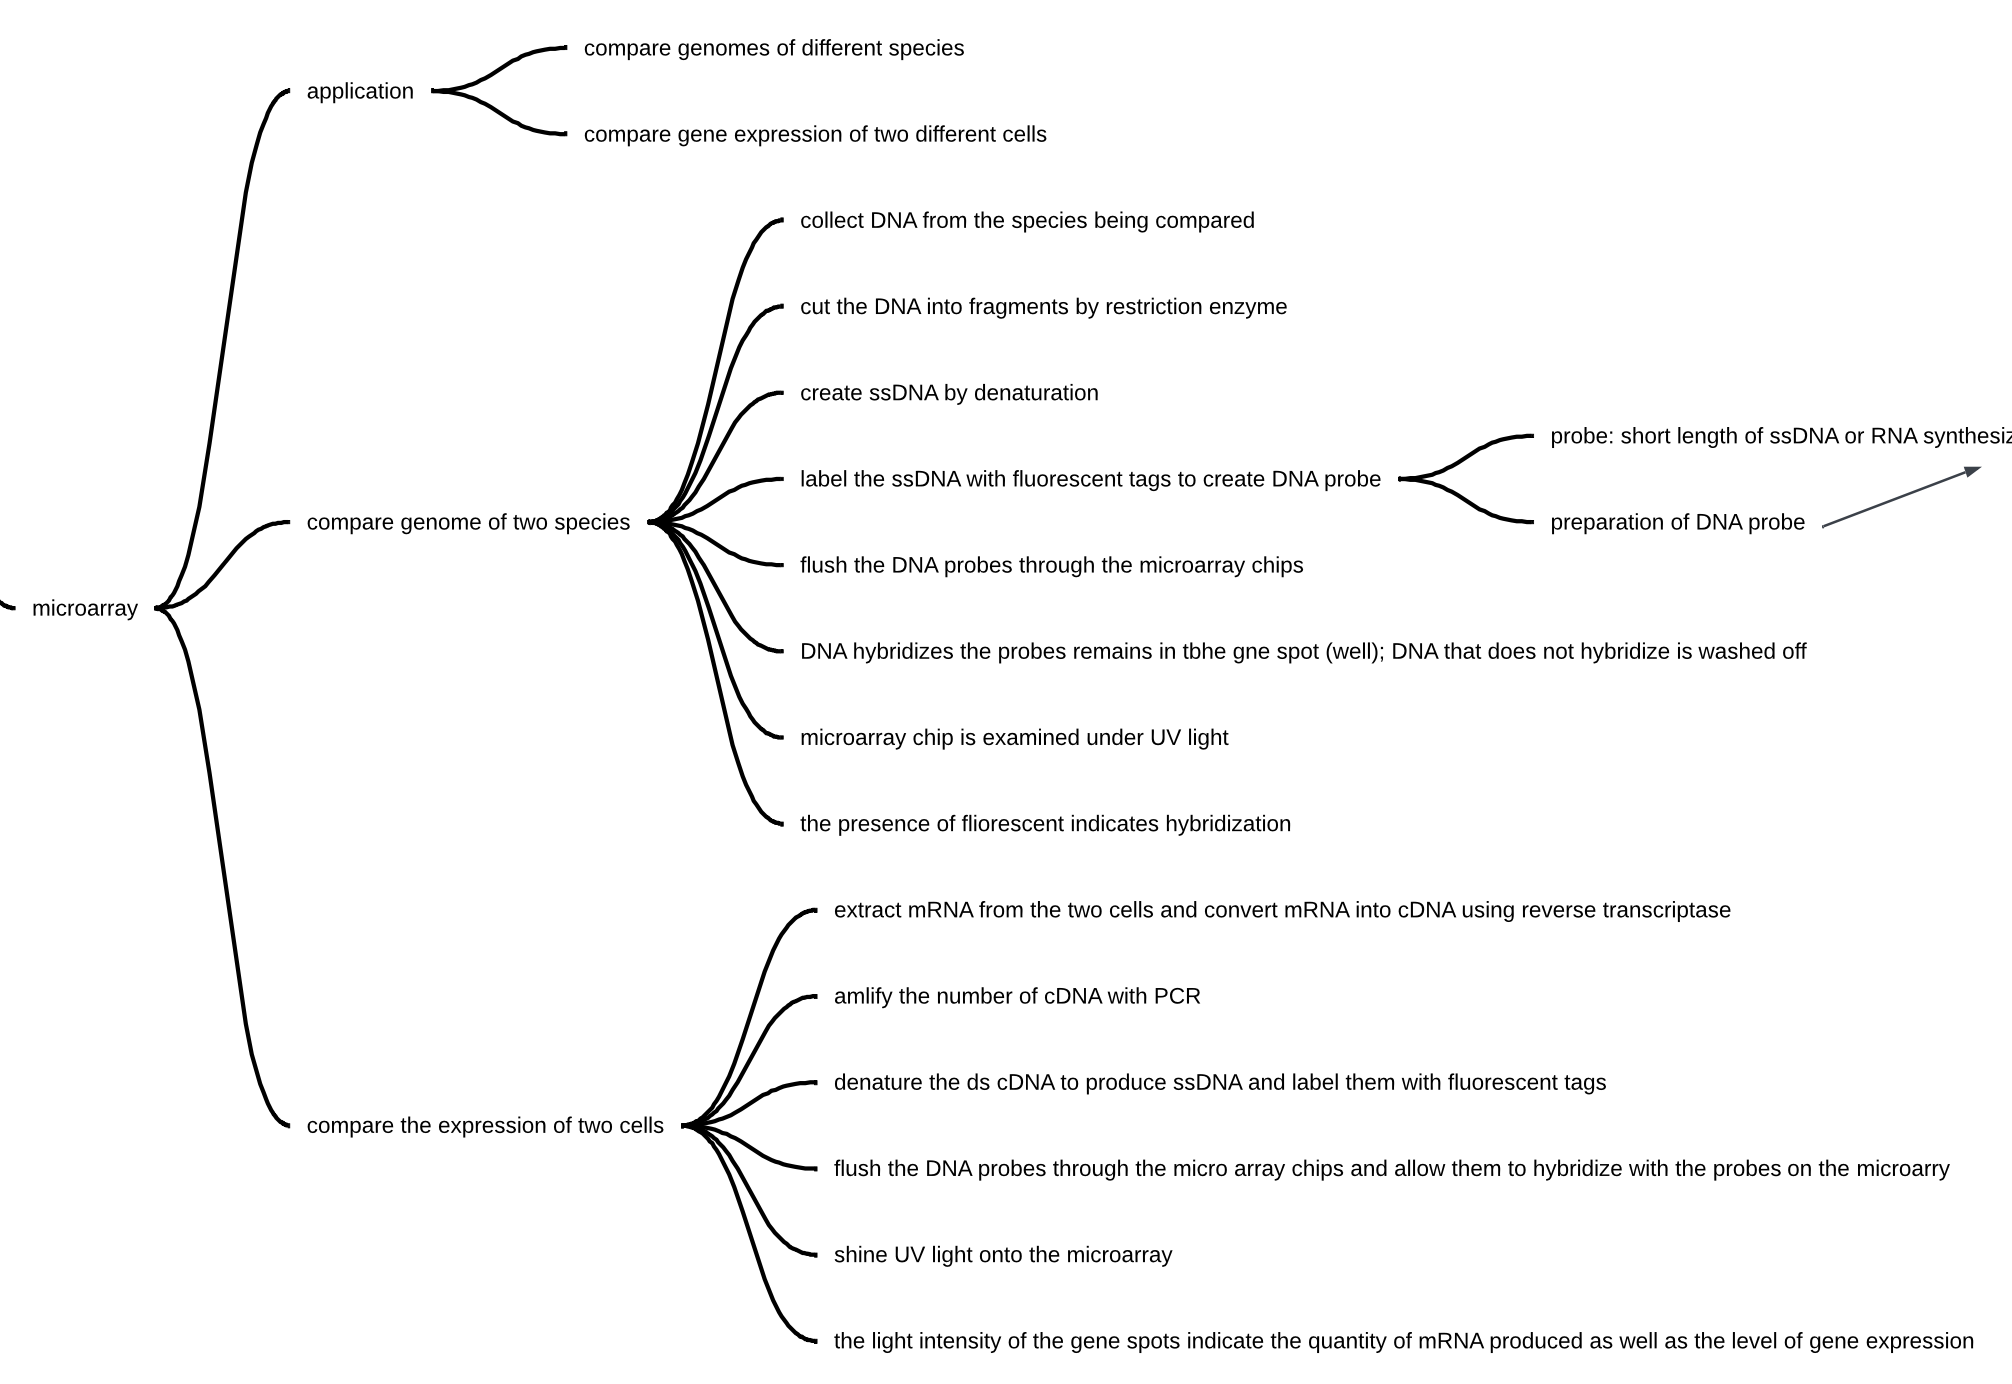 compare genomes of different species
application
compare gene expression of two different cells
collect DNA from the species being compared
cut the DNA into fragments by restriction enzyme
create ssDNA by denaturation
probe: short length of ssDNA or RNA
label the ssDNA with fluorescent tags to create DNA probe
compare genome of two species
preparation of DNA probe
flush the DNA probes through the microarray chips
microarray
DNA hybridizes the probes remains in tbhe gne spot (well); DNA that does not hybridize is washed off
microarray chip is examined under UV light
the presence of fliorescent indicates hybridization
extract mRNA from the two cells and convert mRNA into cDNA using reverse transcriptase
amlify the number of cDNA with PCR
denature the ds cDNA to produce ssDNA and label them with fluorescent tags
compare the expression of two cells
flush the DNA probes through the micro array chips and allow them to hybridize with the probes on the microarry
shine UV light onto the microarray
the light intensity of the gene spots indicate the quantity of mRNA produced as well as the level of gene expression